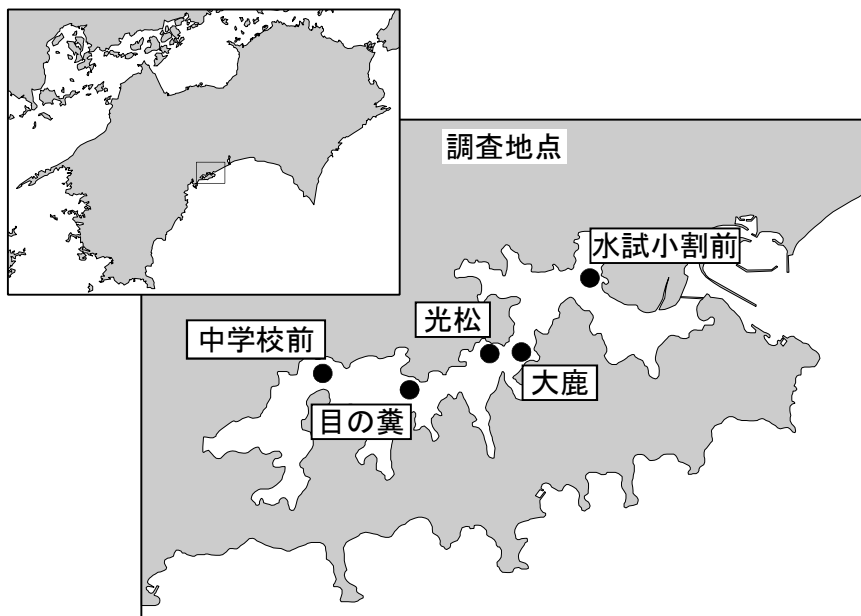 調査地点
水試小割前
光松
中学校前
大鹿
目の糞